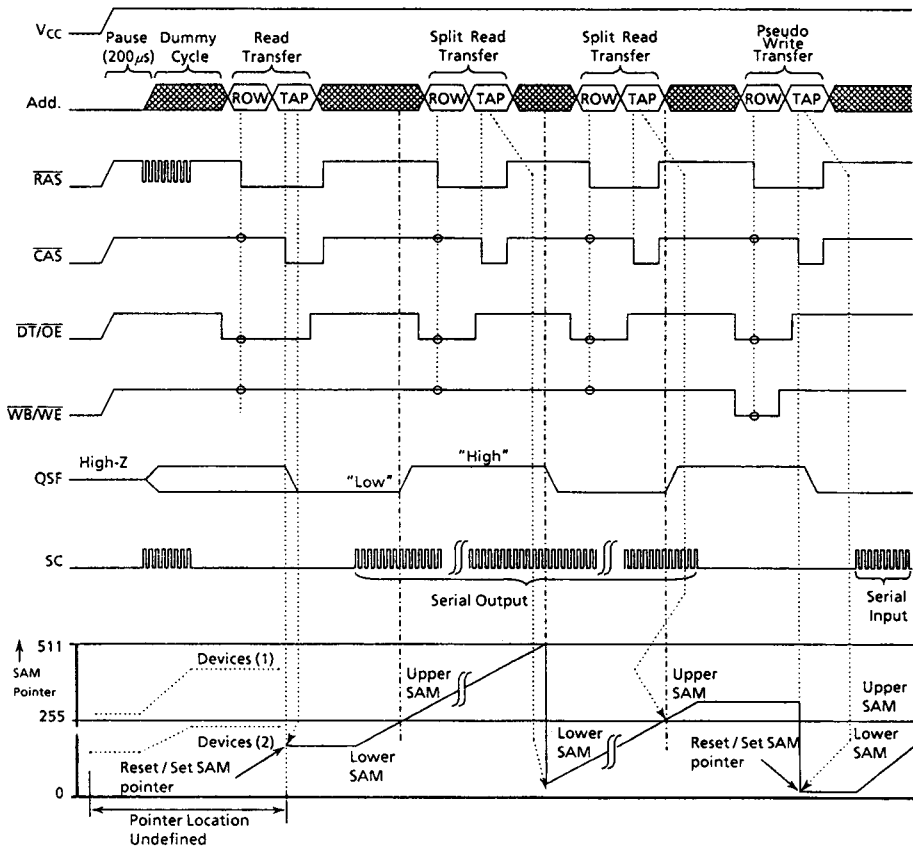 VCC
Pause
(200µs)
Dummy
Cycle
Read
Transfer
Split Read
Transfer
Split Read
Transfer
Pseudo
Write
Transfer
Add.
ROW
TAP
ROW
TAP
ROW
TAP
ROW
TAP
RAS
CAS
DT/OE
WB/WE
QSF
High-Z
"Low"
"High"
SC
Serial Output
Serial
Input
511
SAM
Pointer
255
0
Devices (1)
Devices (2)
Reset / Set SAM
pointer
Lower
SAM
Upper
SAM
Lower
SAM
Upper
SAM
Reset / Set SAM
pointer
Upper
SAM
Lower
SAM
Pointer Location
Undefined